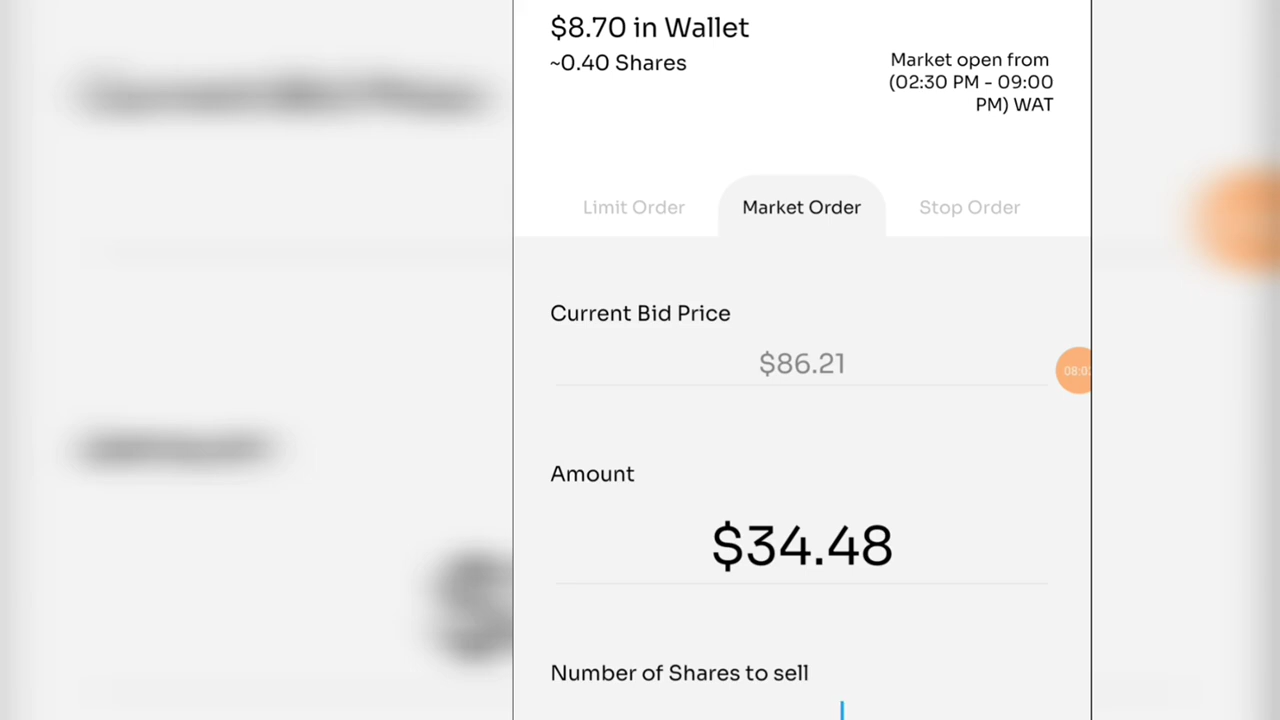 $8.70 in Wallet
~0.40 Shares
Market open from
(02:30 PM - 09:00
PM) WAT
Limit Order
Market Order
Stop Order
Current Bid Price
$86.21
Amount
$34.48
Number of Shares to sell